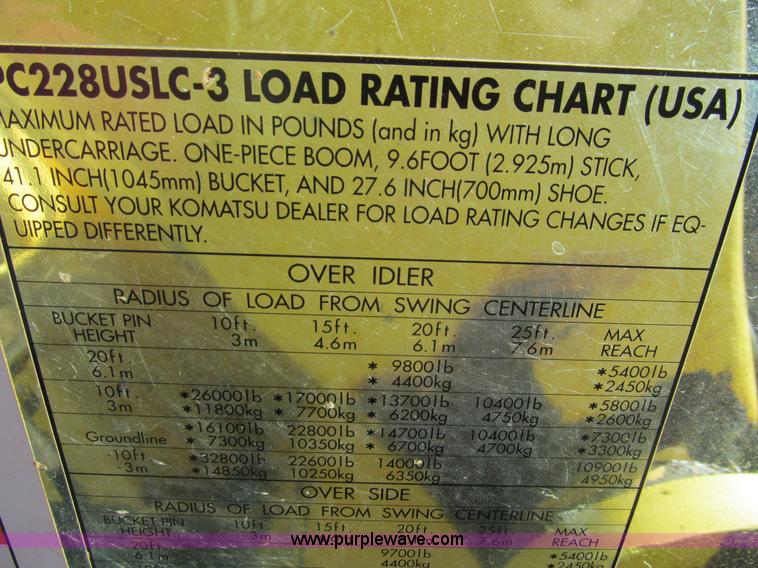 PC228USLC-3 LOAD RATING CHART (USA)
MAXIMUM RATED LOAD IN POUNDS (and in kg) WITH LONG
UNDERCARRIAGE. ONE-PIECE BOOM, 9.6FOOT (2.925m) STICK,
41.1 INCH(1045mm) BUCKET, AND 27.6 INCH(700mm) SHOE.
CONSULT YOUR KOMATSU DEALER FOR LOAD RATING CHANGES IF EQ-
UIPPED DIFFERENTLY.
OVER IDLER
RADIUS OF LOAD FROM SWING CENTERLINE
BUCKET PIN 10ft. 15ft. 20ft. 25ft. MAX
HEIGHT 3m 4.6m 6.1m 7.6m REACH
20ft. * 9800lb *5400lb
6.1m * 4400kg *2450kg
10ft. *26000lb *17000lb *13700lb 10400lb *5800lb
3m *11800kg * 7700kg * 6200kg 4750kg *2600kg
Groundline *16100lb 22800lb *14700lb 10400lb *7300lb
* 7300kg 10350kg * 6700kg 4700kg *3300kg
-10ft *32800lb 22600lb 14000lb 10900lb
-3m *14850kg 10250kg 6350kg 4950kg
OVER SIDE
RADIUS OF LOAD FROM SWING CENTERLINE
BUCKET PIN 10ft. 15ft. 20ft. 25ft. MAX
HEIGHT 3m 6.1m 7.6m REACH
www.purplewave.com
20ft. 9700lb *5400lb
6.1m 4400kg *2450kg